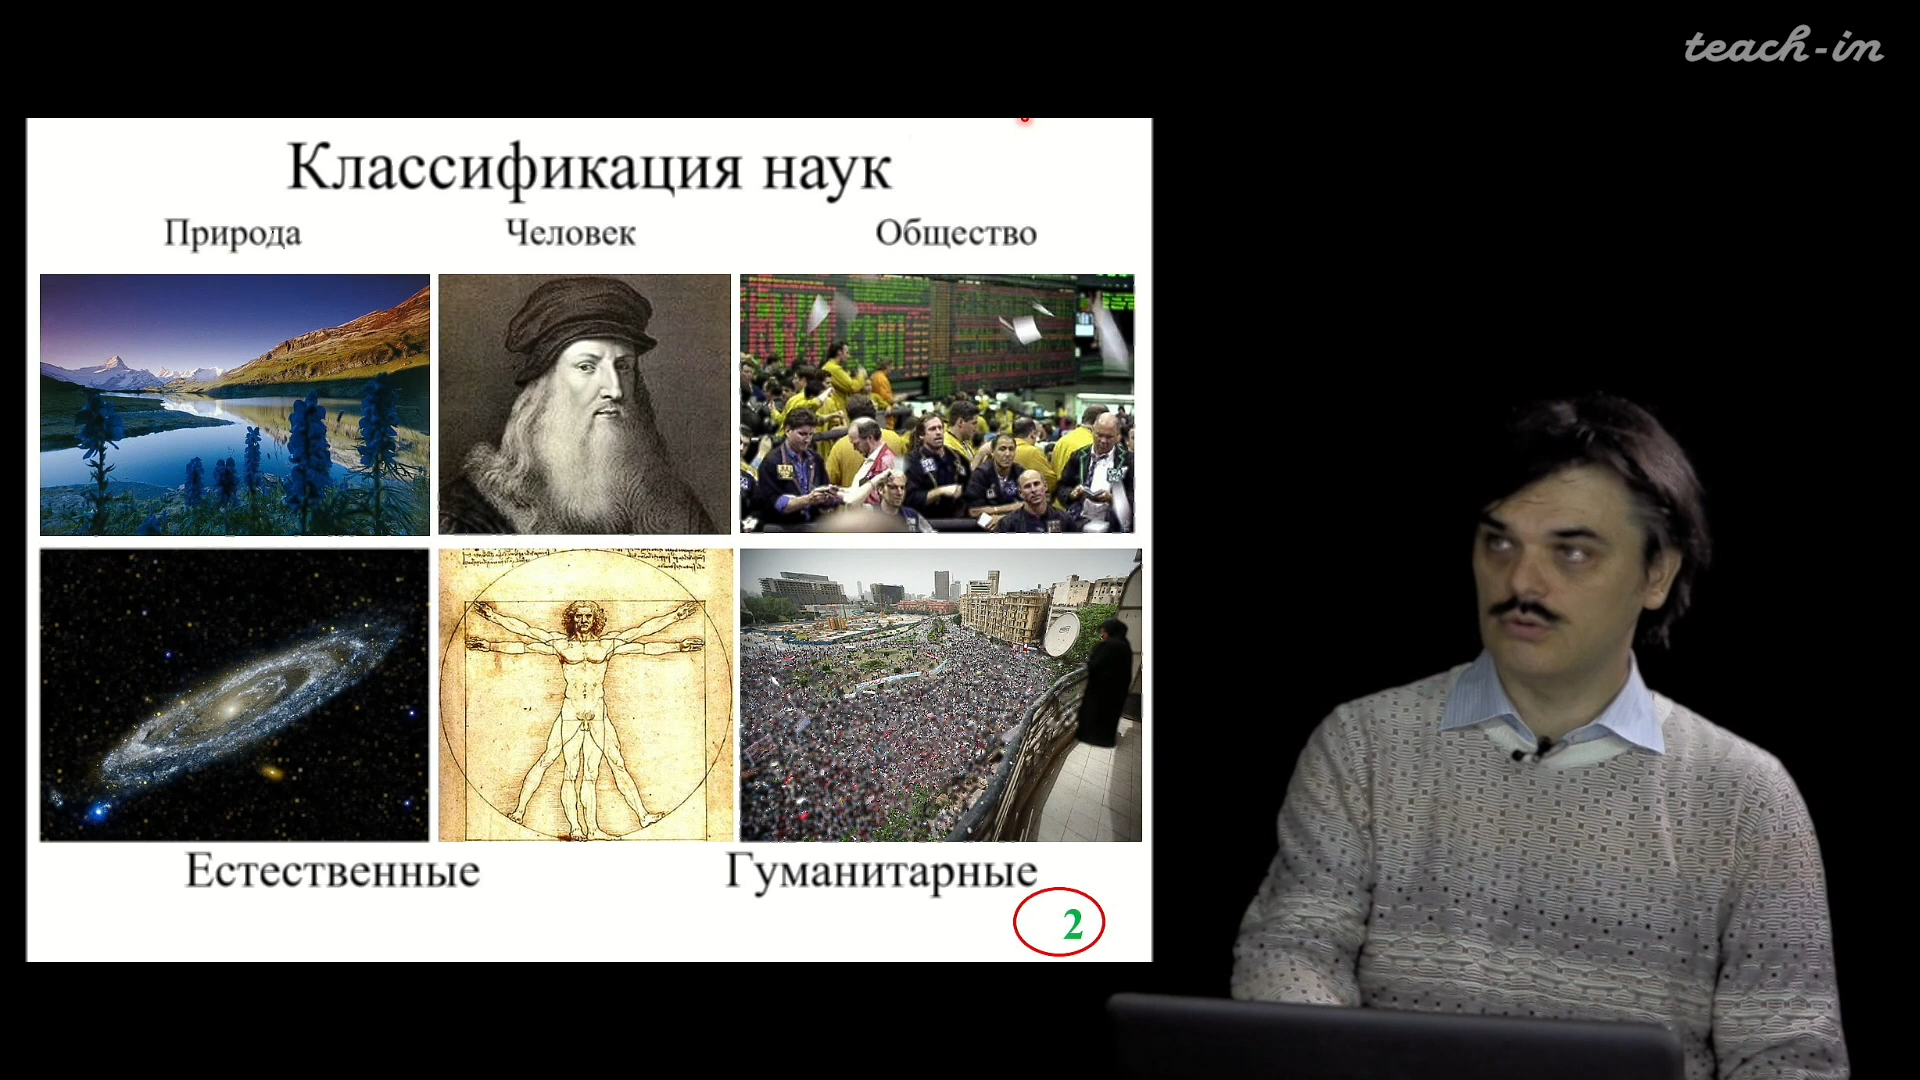 teach-in
Классификация наук
Природа Человек Общество
Естественные Гуманитарные
2